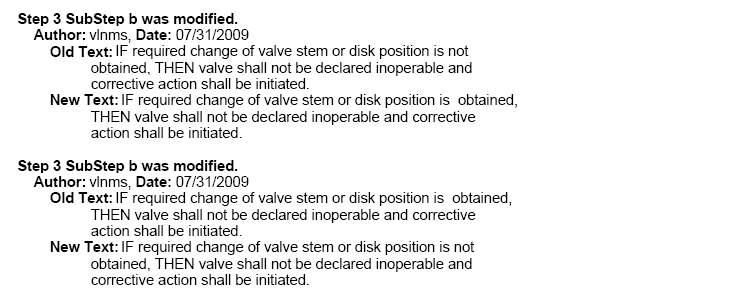 Step 3 SubStep b was modified.
Author: vlnms, Date: 07/31/2009
Old Text: IF required change of valve stem or disk position is not
obtained, THEN valve shall not be declared inoperable and
corrective action shall be initiated.
New Text: IF required change of valve stem or disk position is  obtained,
THEN valve shall not be declared inoperable and corrective
action shall be initiated.
Step 3 SubStep b was modified.
Author: vlnms, Date: 07/31/2009
Old Text: IF required change of valve stem or disk position is  obtained,
THEN valve shall not be declared inoperable and corrective
action shall be initiated.
New Text: IF required change of valve stem or disk position is not
obtained, THEN valve shall not be declared inoperable and
corrective action shall be initiated.